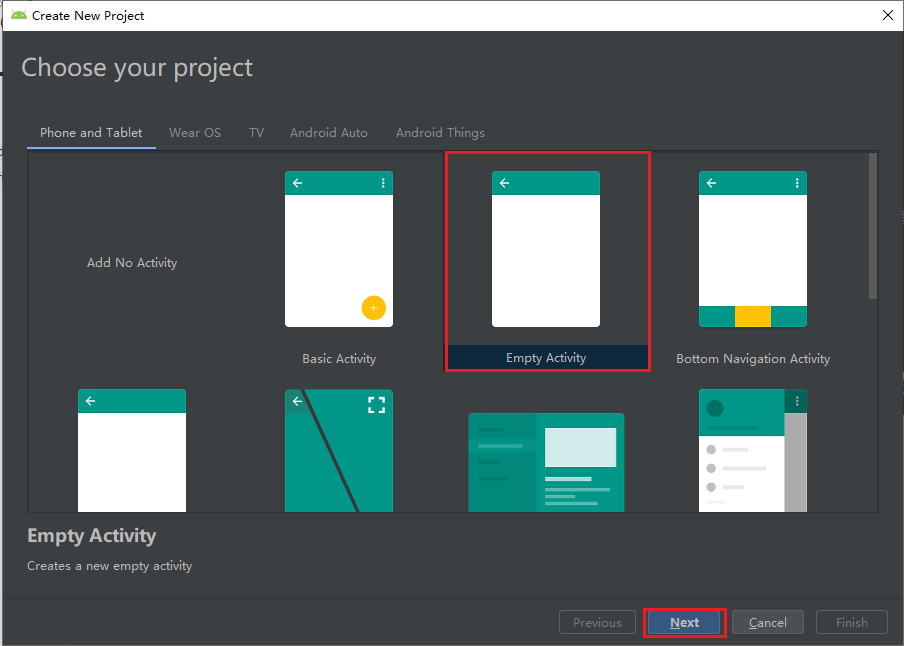 Create New Project
Choose your project
Phone and Tablet Wear OS TV Android Auto Android Things
Add No Activity
Basic Activity Empty Activity Bottom Navigation Activity
Empty Activity
Creates a new empty activity
Previous Next Cancel Finish